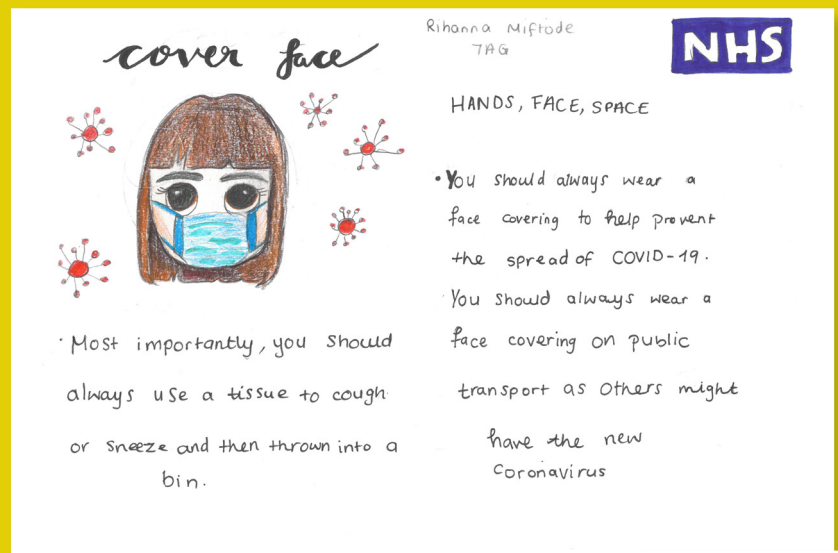 cover face
Most importantly, you should
always use a tissue to cough
or sneeze and then thrown into a
bin.
Rihanna Miftode
7AG
NHS
HANDS, FACE, SPACE
• You should always wear a
face covering to help prevent
the spread of COVID-19.
You should always wear a
face covering on public
transport as others might
have the new
coronavirus